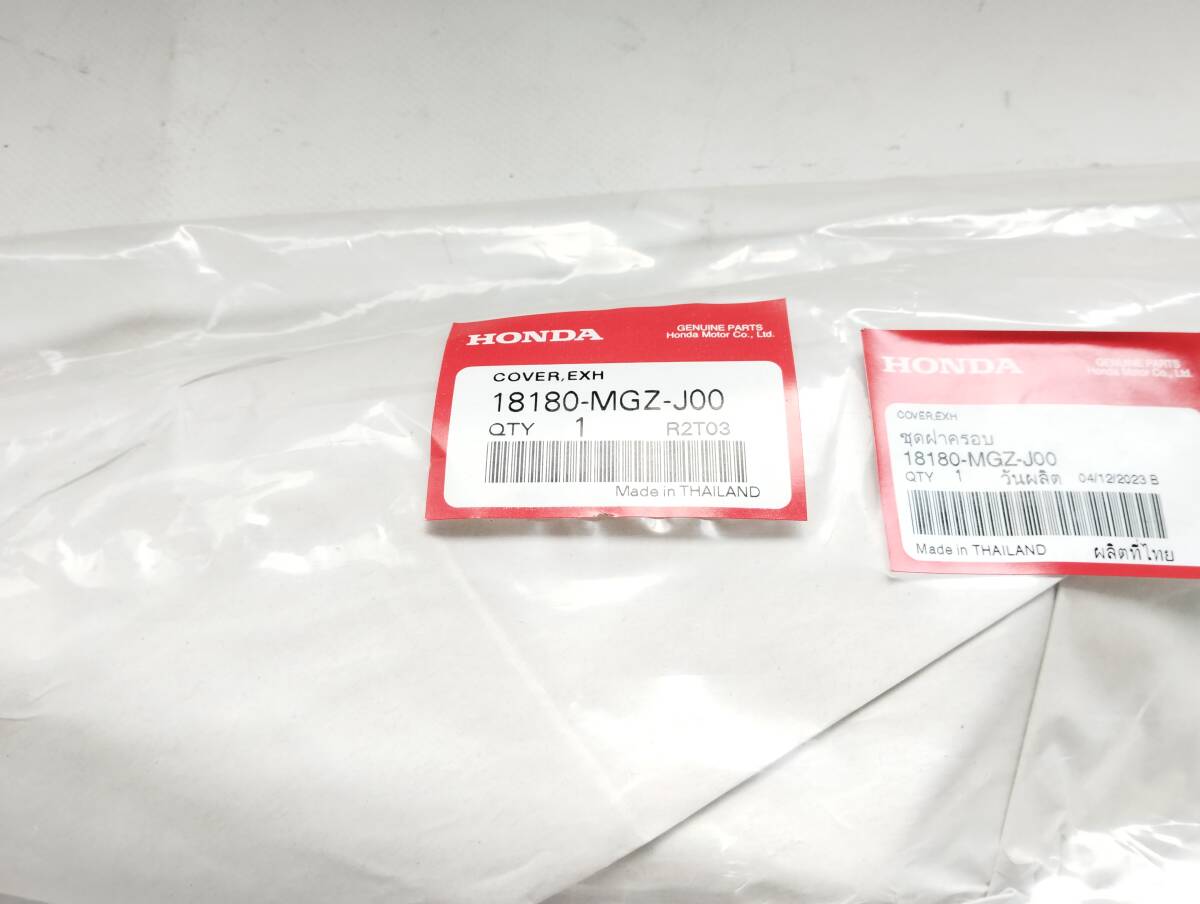 HONDA
GENUINE PARTS
Honda Motor Co., Ltd.
COVER,EXH
18180-MGZ-J00
QTY 1 R2T03
Made in THAILAND
HONDA
GENUINE PARTS
Honda Motor Co., Ltd.
COVER,EXH
ชุดฝาครอบ
18180-MGZ-J00
QTY 1 วันผลิต 04/12/2023 B
Made in THAILAND ผลิตที่ไทย